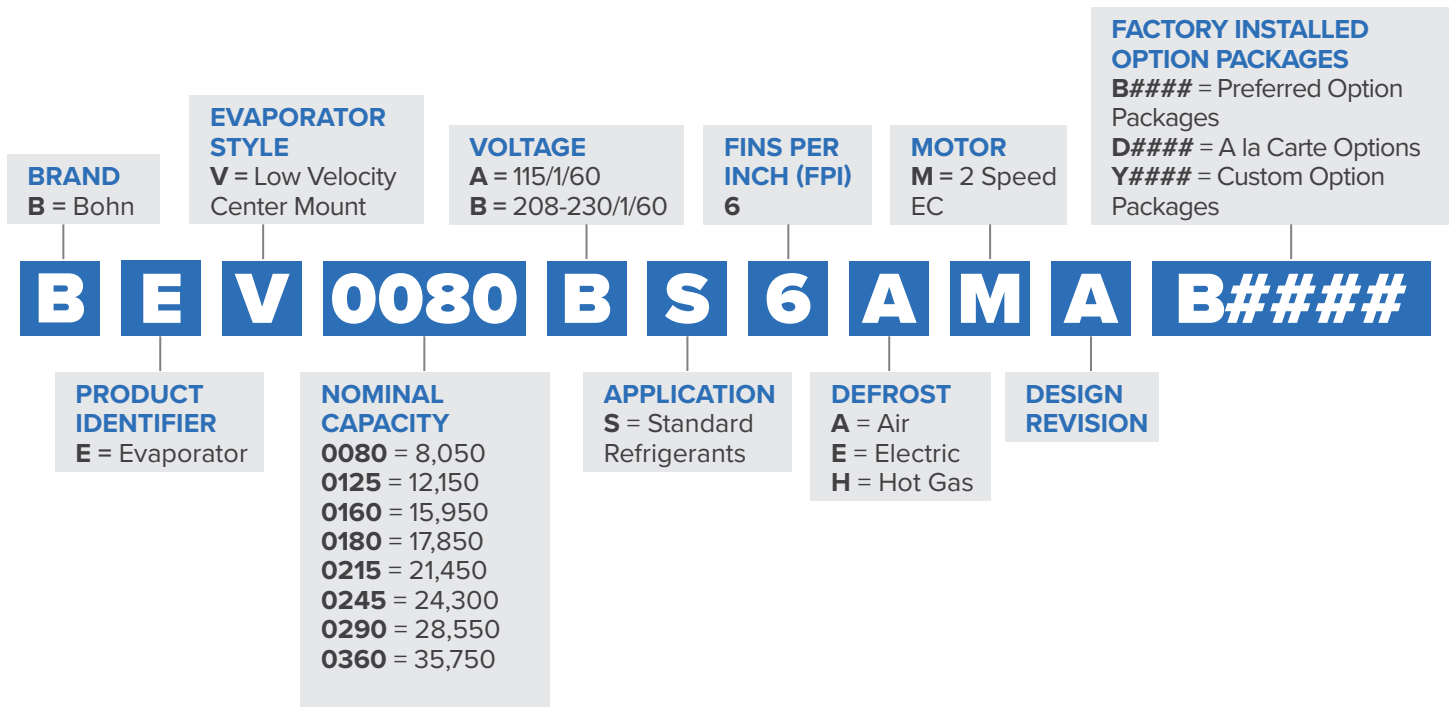 BRAND
B = Bohn
EVAPORATOR
STYLE
V = Low Velocity
Center Mount
VOLTAGE
A = 115/1/60
B = 208-230/1/60
FINS PER
INCH (FPI)
6
MOTOR
M = 2 Speed
EC
FACTORY INSTALLED
OPTION PACKAGES
B#### = Preferred Option
Packages
D#### = A la Carte Options
Y#### = Custom Option
Packages
B E V 0080 B S 6 A M A B####
PRODUCT
IDENTIFIER
E = Evaporator
NOMINAL
CAPACITY
0080 = 8,050
0125 = 12,150
0160 = 15,950
0180 = 17,850
0215 = 21,450
0245 = 24,300
0290 = 28,550
0360 = 35,750
APPLICATION
S = Standard
Refrigerants
DEFROST
A = Air
E = Electric
H = Hot Gas
DESIGN
REVISION